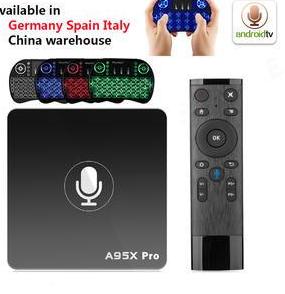 vailable in
Germany Spain Italy
China warehouse
androidtv
A95X Pro